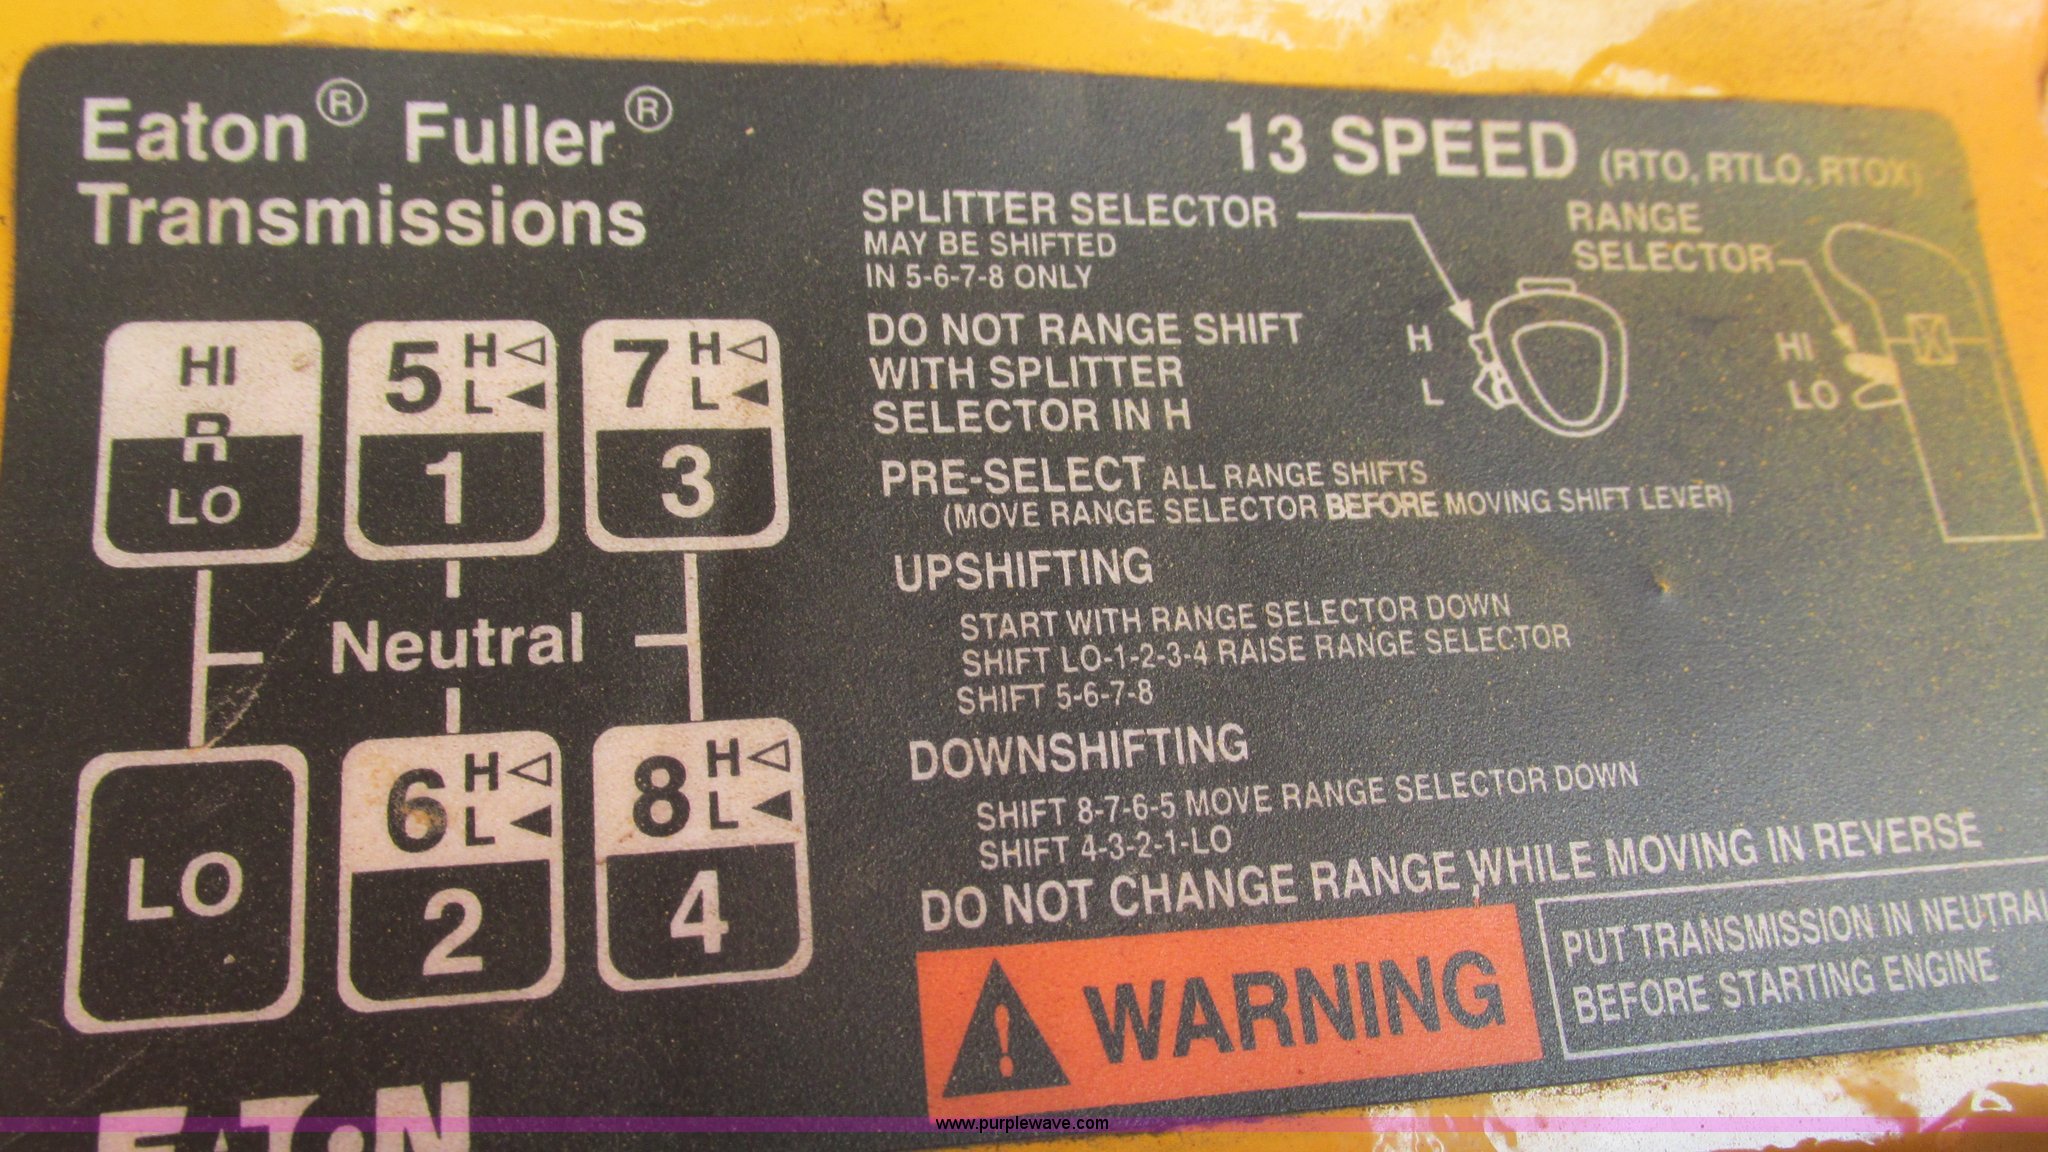 Eaton® Fuller®
Transmissions
13 SPEED (RTO, RTLO, RTOX)
SPLITTER SELECTOR
MAY BE SHIFTED
IN 5-6-7-8 ONLY
RANGE
SELECTOR
H
L
HI
LO
DO NOT RANGE SHIFT
WITH SPLITTER
SELECTOR IN H
PRE-SELECT ALL RANGE SHIFTS
(MOVE RANGE SELECTOR BEFORE MOVING SHIFT LEVER)
UPSHIFTING
START WITH RANGE SELECTOR DOWN
SHIFT LO-1-2-3-4 RAISE RANGE SELECTOR
SHIFT 5-6-7-8
DOWNSHIFTING
SHIFT 8-7-6-5 MOVE RANGE SELECTOR DOWN
SHIFT 4-3-2-1-LO
DO NOT CHANGE RANGE WHILE MOVING IN REVERSE
WARNING
PUT TRANSMISSION IN NEUTRAL
BEFORE STARTING ENGINE
HI
R
LO
5 H L
1
7 H L
3
Neutral
LO
6 H L
2
8 H L
4
EATON
www.purplewave.com